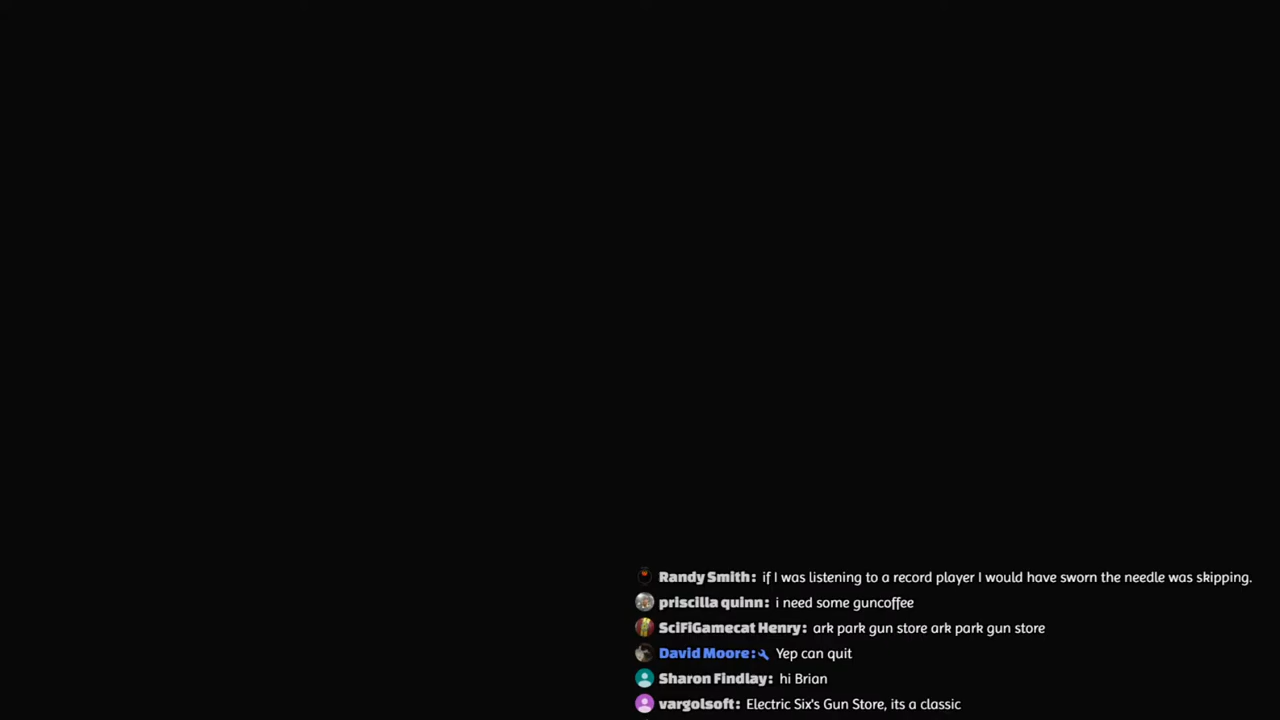 Randy Smith: if I was listening to a record player I would have sworn the needle was skipping.
priscilla quinn: i need some guncoffee
SciFiGamecat Henry: ark park gun store ark park gun store
David Moore: Yep can quit
Sharon Findlay: hi Brian
vargolsoft: Electric Six's Gun Store, its a classic